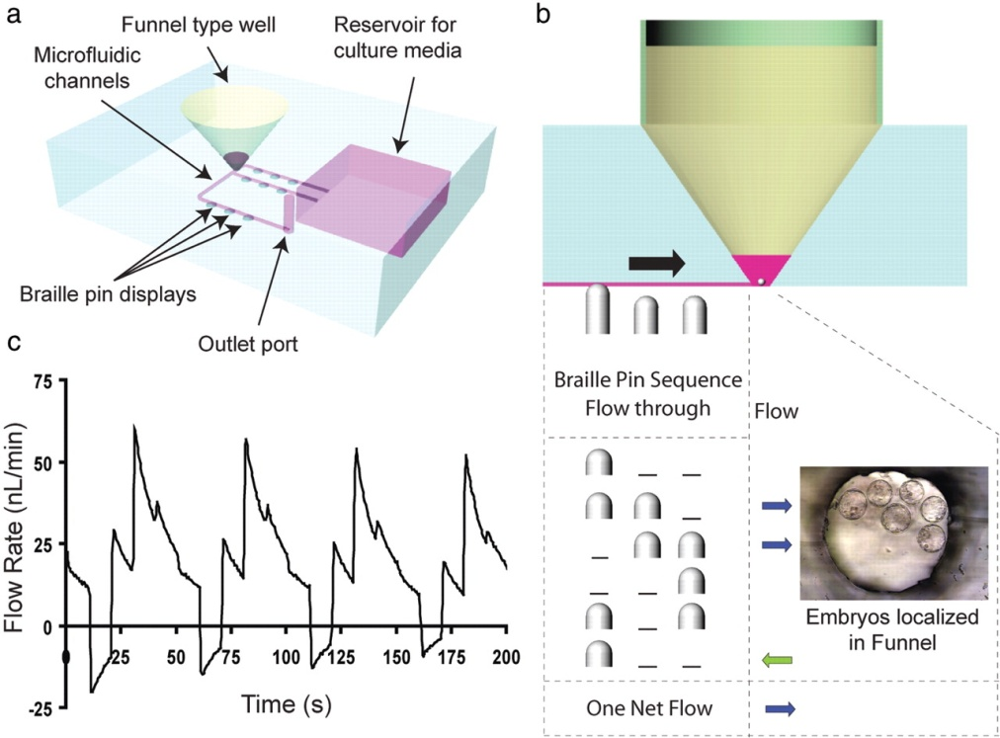 a
Funnel type well
Reservoir for
culture media
Microfluidic
channels
Braille pin displays
Outlet port
b
Braille Pin Sequence
Flow through
Flow
Embryos localized
in Funnel
One Net Flow
c
Flow Rate (nL/min)
75
50
25
0
-25
0
25
50
75
100
125
150
175
200
Time (s)